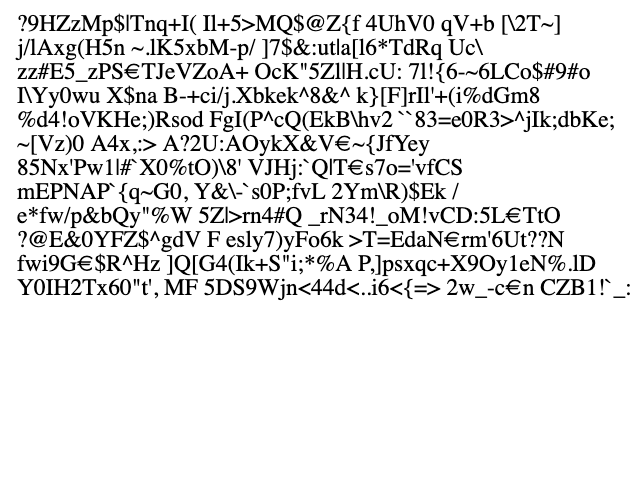 ?9HZzMp$|Tnq+I( Il+5>MQ$@Z{f 4UhV0 qV+b [\2T~]
j/lAxg(H5n ~.lK5xbM-p/ ]7$&:ut|a[l6*TdRq Uc\
zz#E5_zPS€TJeVZoA+ OcK"5Zl|H.cU: 7l!{6-~6LCo$#9#o
I\Yy0wu X$na B-+ci/j.Xbkek^8&^ k}[F]rIl'+(i%dGm8
%d4!oVKHe;)Rsod FgI(P^cQ(EkB\hv2 ``83=e0R3>^jIk;dbKe;
~[Vz)0 A4x,:> A?2U:AOykX&V€~{JfYey
85Nx'Pw1|#`X0%tO)\8' VJHj:`Q|T€s7o='vfCS
mEPNAP`{q~G0, Y&\-`s0P;fvL 2Ym\R)$Ek /
e*fw/p&bQy"%W 5Z|>rn4#Q _rN34!_oM!vCD:5L€TtO
?@E&0YFZ$^gdV F esly7)yFo6k >T=EdaN€rm'6Ut??N
fwi9G€$R^Hz ]Q[G4(Ik+S"i;*%A P,]psxqc+X9Oy1eN%.lD
Y0IH2Tx60"t', MF 5DS9Wjn<44d<..i6<{=> 2w_-c€n CZB1!`_: